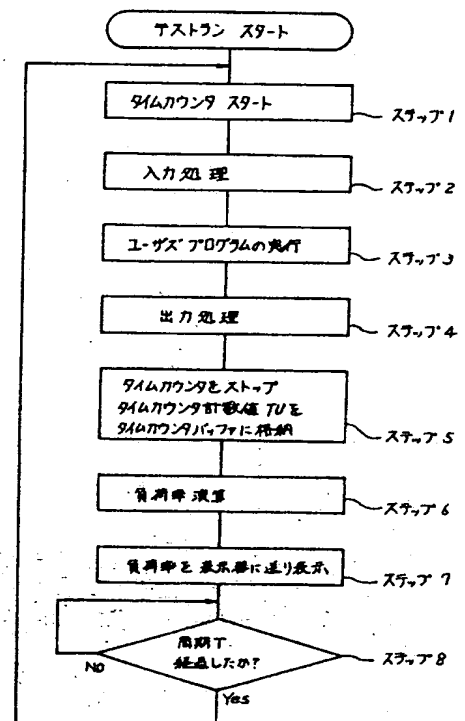 テストラン スタート
タイムカウンタ スタート
ステップ1
入力処理
ステップ2
ユーザズプログラムの実行
ステップ3
出力処理
ステップ4
タイムカウンタをストップ
タイムカウンタ計数値 TUを
タイムカウンタバッファに格納
ステップ5
負荷率演算
ステップ6
負荷率を表示器に送り表示
ステップ7
周期T
経過したか?
ステップ8
No
Yes